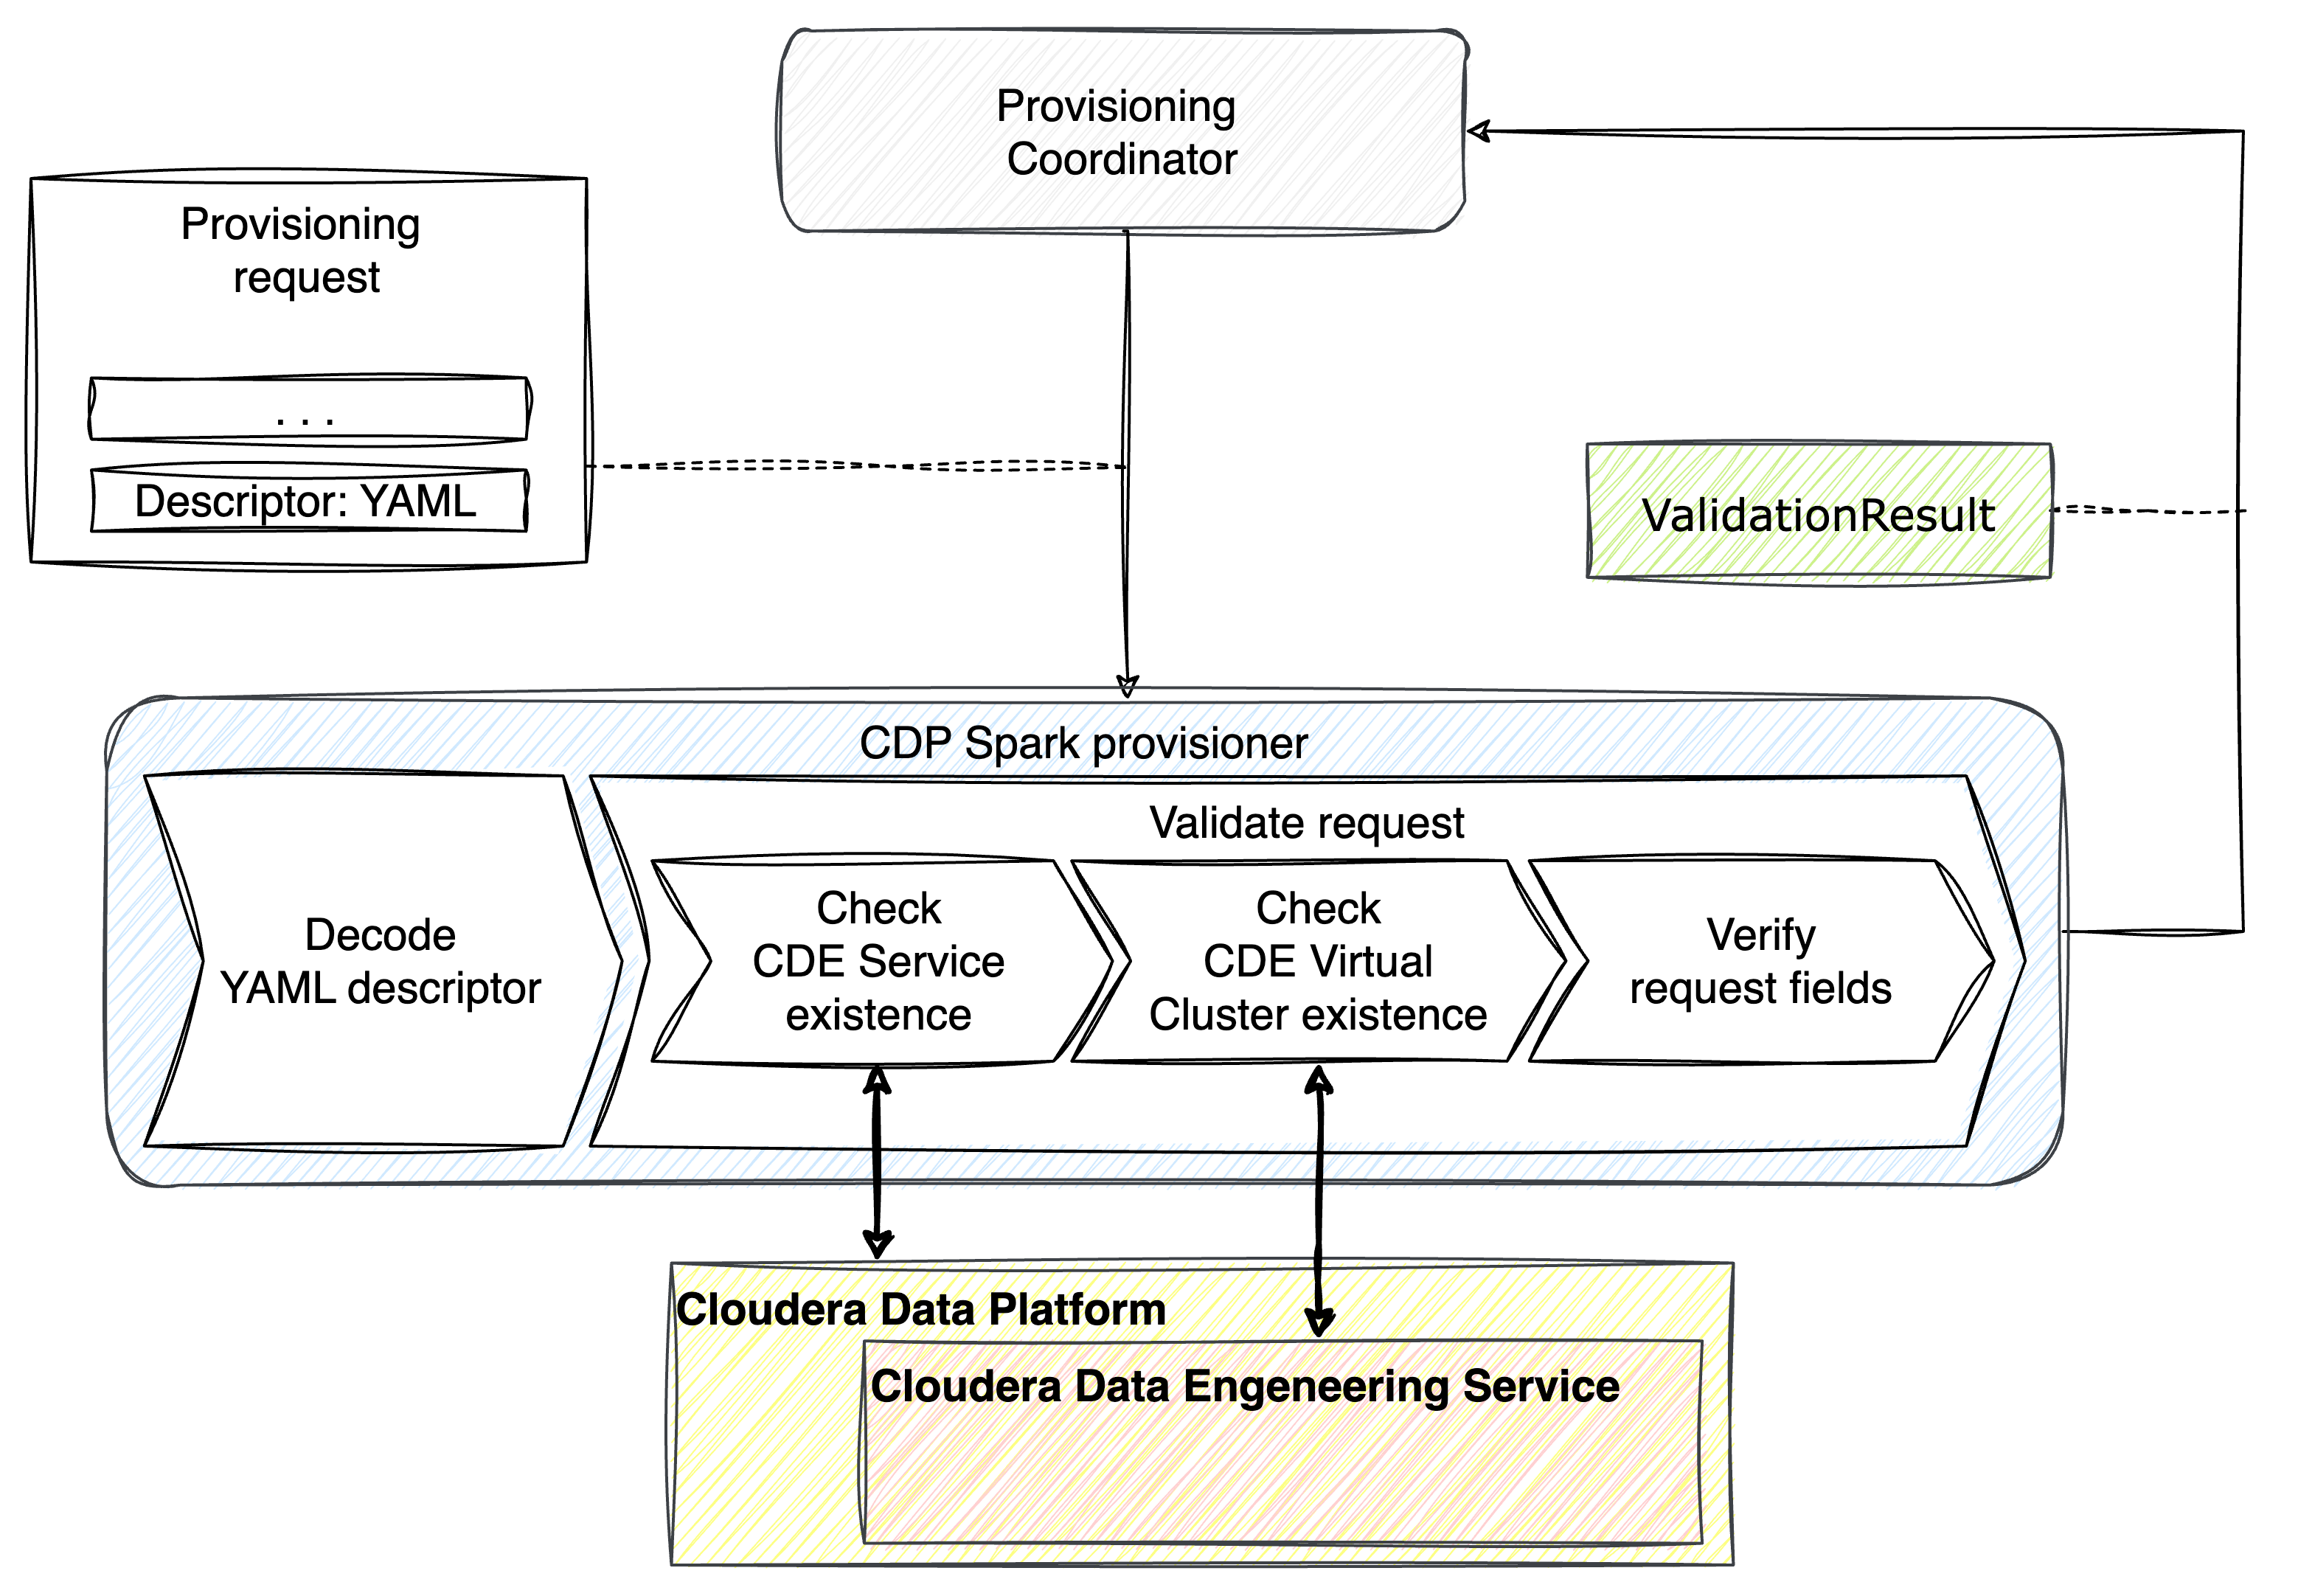 Provisioning
Coordinator
Provisioning
request
. . .
Descriptor: YAML
ValidationResult
CDP Spark provisioner
Validate request
Decode
YAML descriptor
Check
CDE Service
existence
Check
CDE Virtual
Cluster existence
Verify
request fields
Cloudera Data Platform
Cloudera Data Engeneering Service